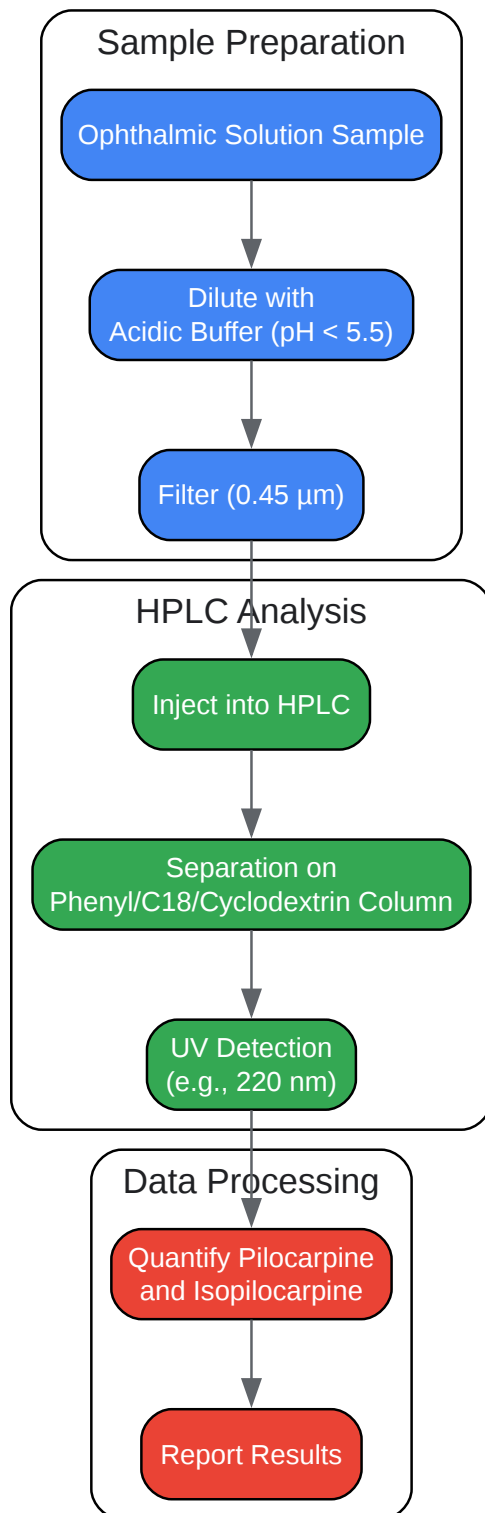 Sample Preparation
Ophthalmic Solution Sample
Dilute with
Acidic Buffer (pH < 5.5)
Filter (0.45 µm)
HPLC Analysis
Inject into HPLC
Separation on
Phenyl/C18/Cyclodextrin Column
UV Detection
(e.g., 220 nm)
Data Processing
Quantify Pilocarpine
and Isopilocarpine
Report Results